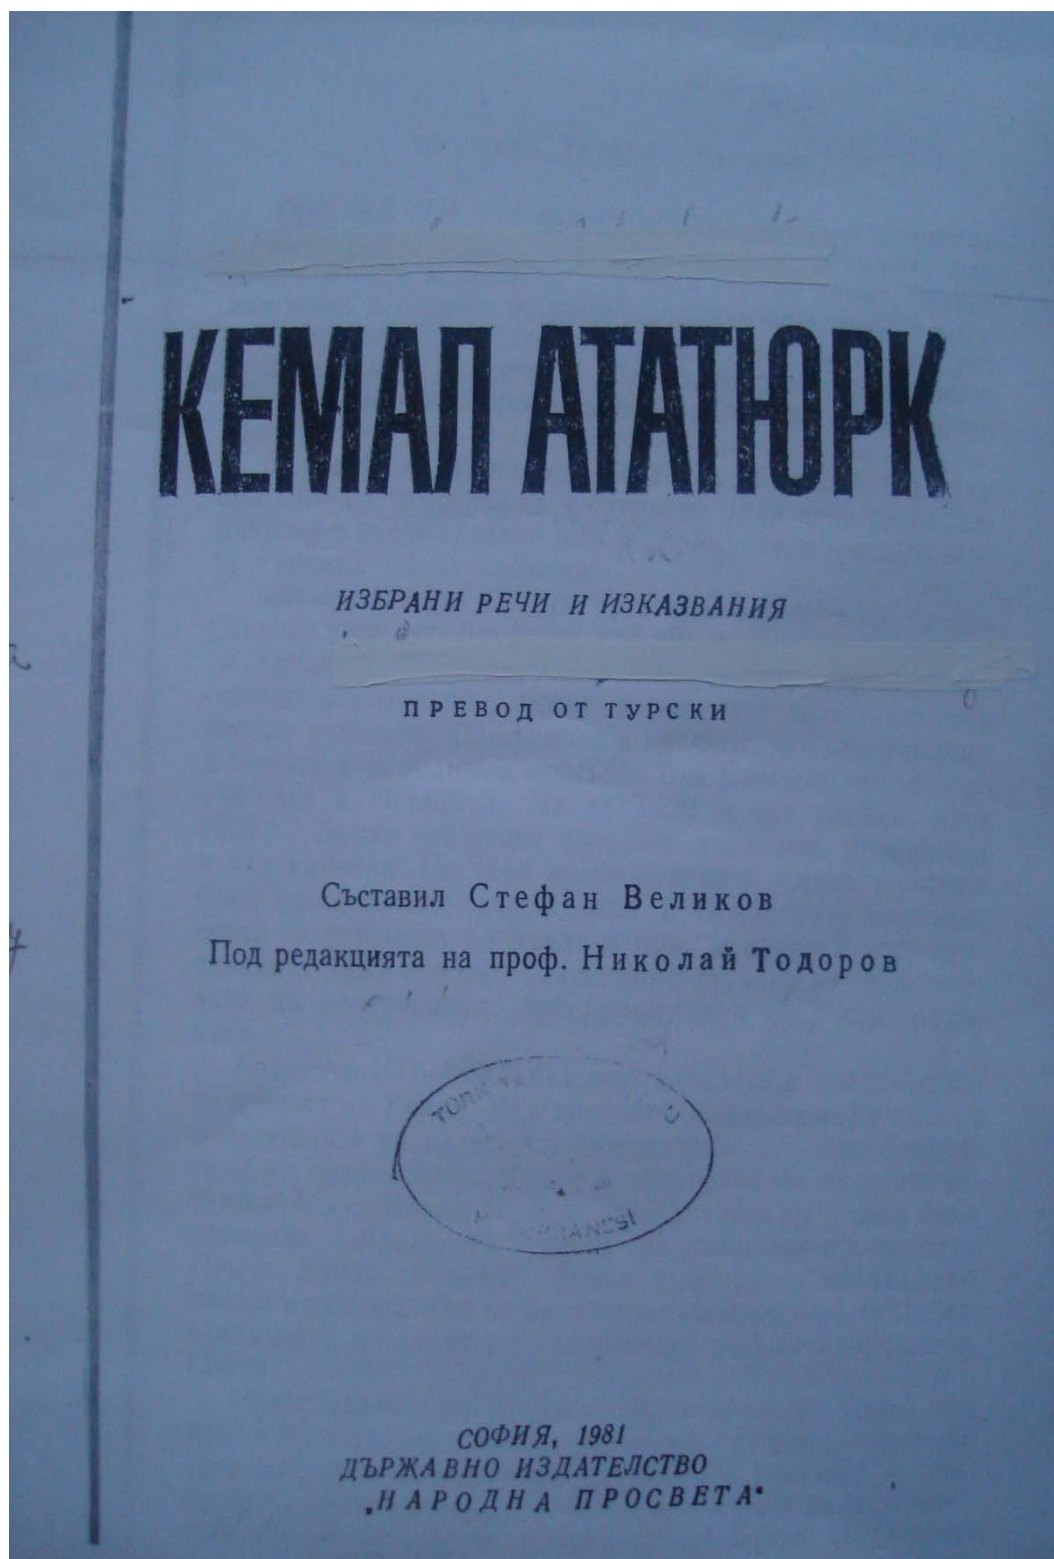 КЕМАЛ АТАТЮРК
ИЗБРАНИ РЕЧИ И ИЗКАЗВАНИЯ
ПРЕВОД ОТ ТУРСКИ
Съставил Стефан Великов
Под редакцията на проф. Николай Тодоров
TÜRK
СОФИЯ, 1981
ДЪРЖАВНО ИЗДАТЕЛСТВО
„НАРОДНА ПРОСВЕТА“